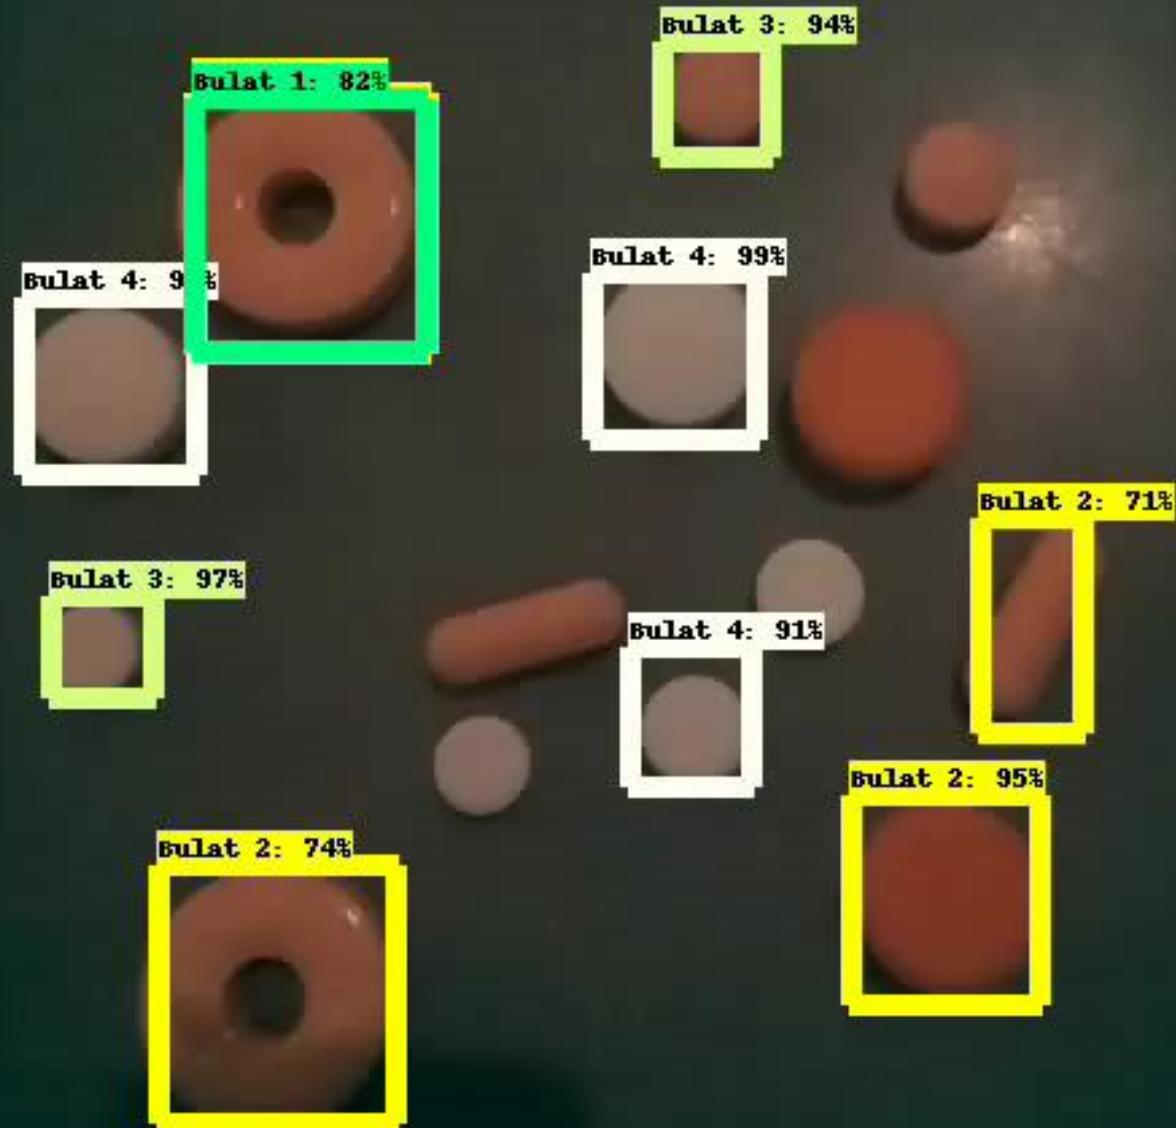 Bulat 3: 94%
Bulat 1: 82%
Bulat 4: 99%
Bulat 4:
Bulat 2: 71%
Bulat 3: 97%
Bulat 4: 91%
Bulat 2: 95%
Bulat 2: 74%